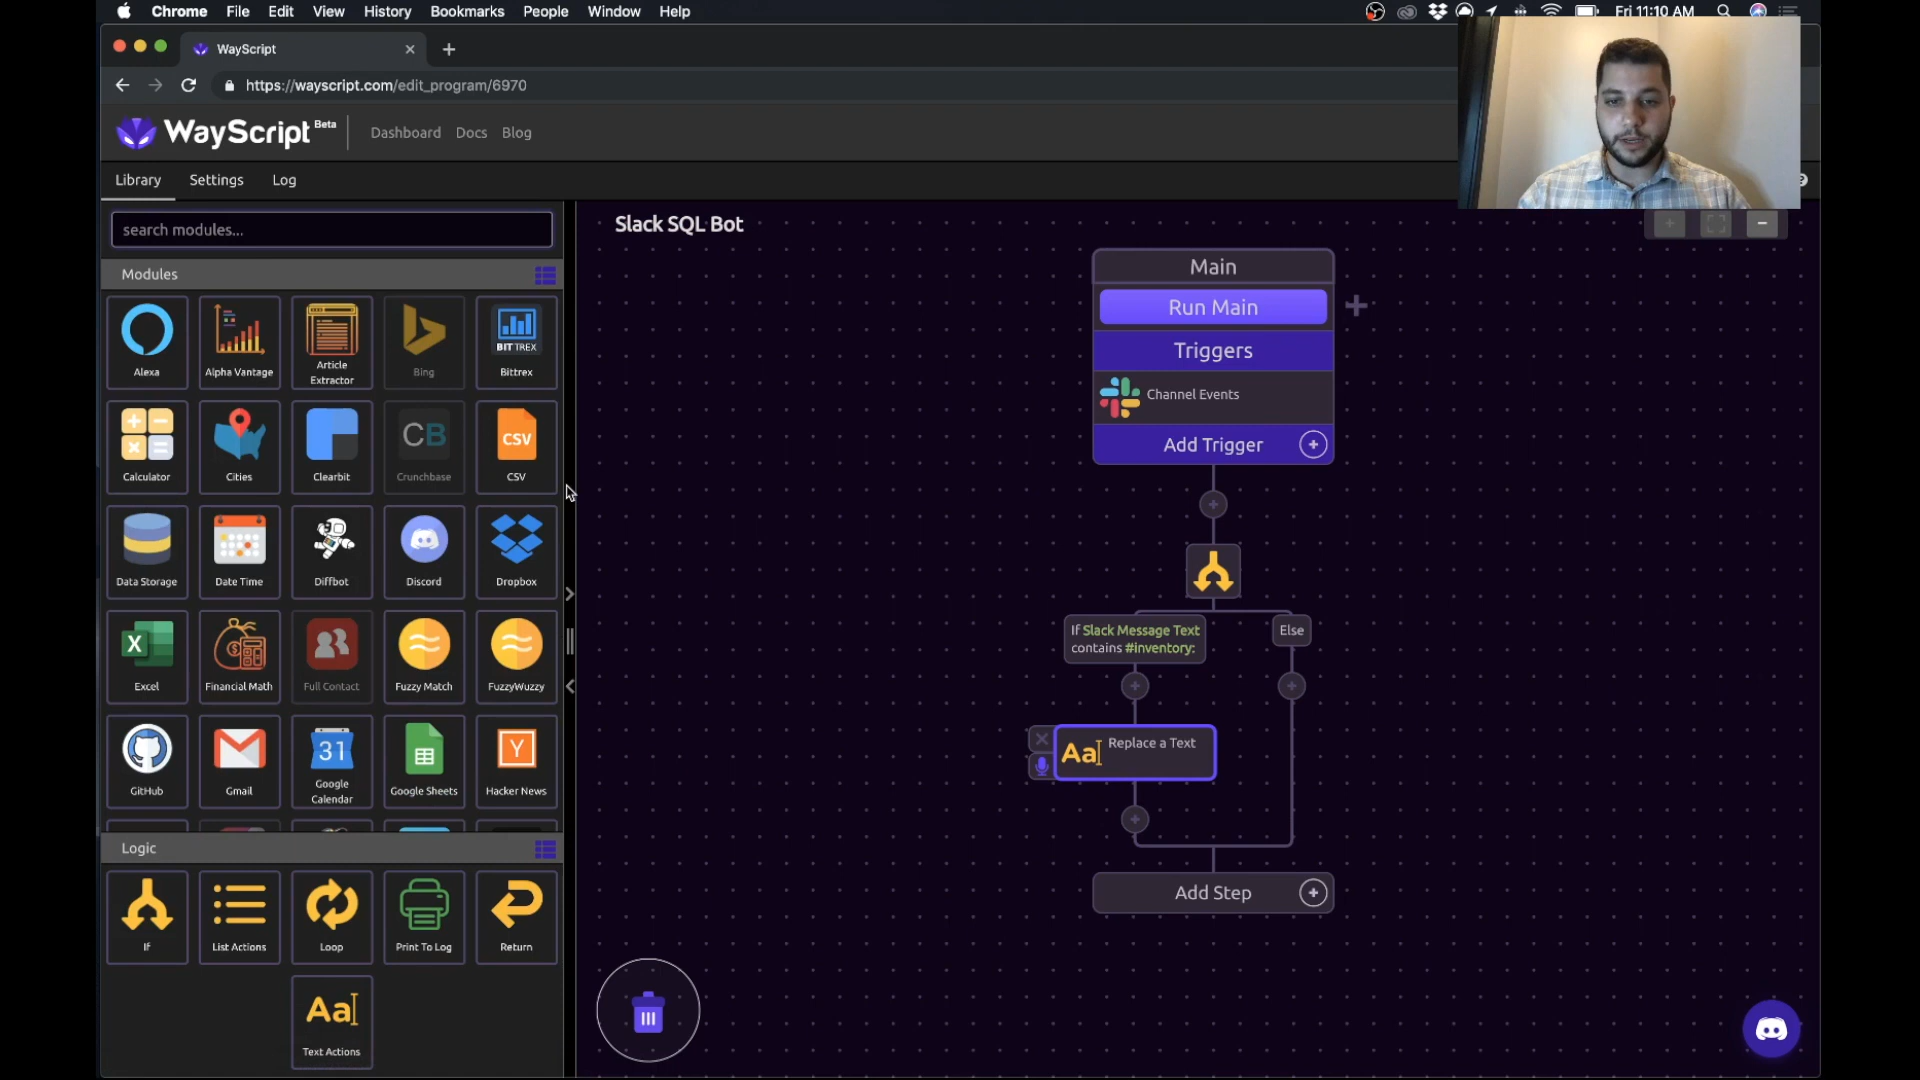 Chrome File Edit View History Bookmarks People Window Help Fri 11:10 AM
WayScript
https://wayscript.com/edit_program/6970
WayScript Beta Dashboard Docs Blog
Library Settings Log
search modules...
Slack SQL Bot
Modules
Alexa Alpha Vantage Article Extractor Bing BITTREX Bittrex
Calculator Cities Clearbit CB Crunchbase CSV CSV
Data Storage Date Time Diffbot Discord Dropbox
X Excel Financial Math Full Contact Fuzzy Match FuzzyWuzzy
GitHub Gmail 31 Google Calendar Google Sheets Y Hacker News
Logic
If List Actions Loop Print To Log Return
Aa Text Actions
Main
Run Main
Triggers
Channel Events
Add Trigger
If Slack Message Text
contains #inventory:
Else
Aa Replace a Text
Add Step